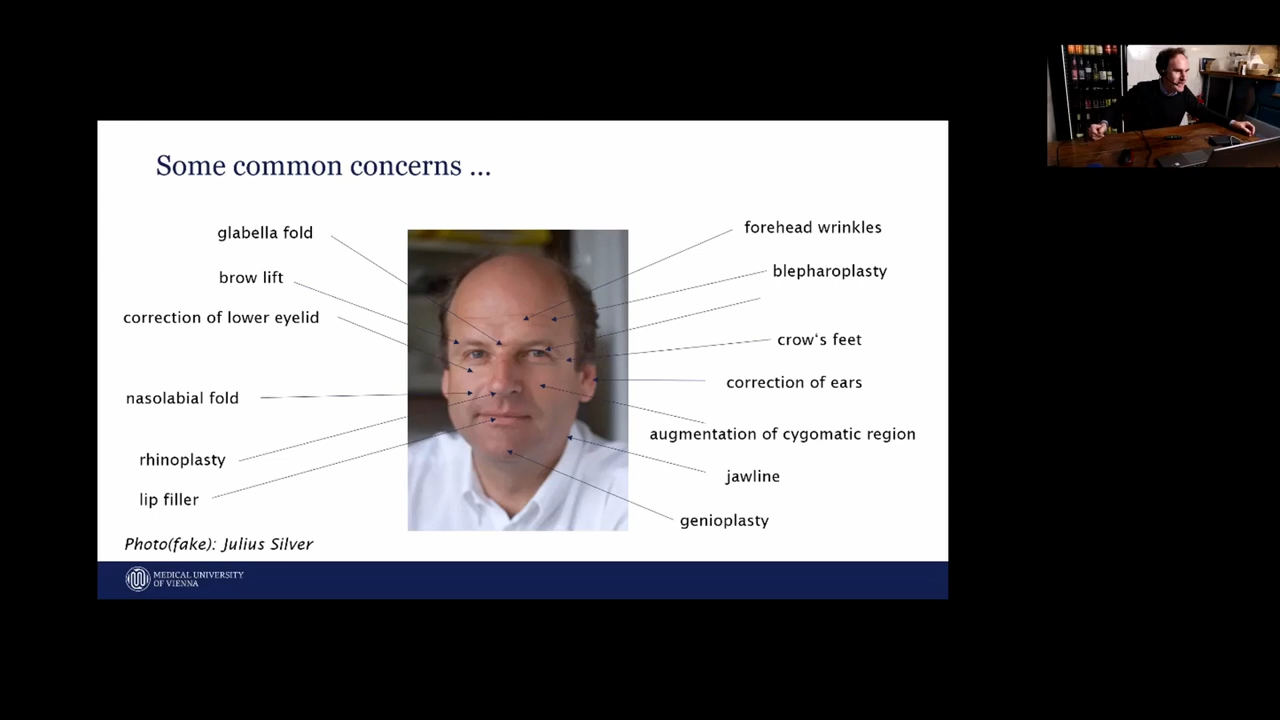 Some common concerns ...
glabella fold
brow lift
correction of lower eyelid
nasolabial fold
rhinoplasty
lip filler
forehead wrinkles
blepharoplasty
crow‘s feet
correction of ears
augmentation of cygomatic region
jawline
genioplasty
Photo(fake): Julius Silver
MEDICAL UNIVERSITY
OF VIENNA